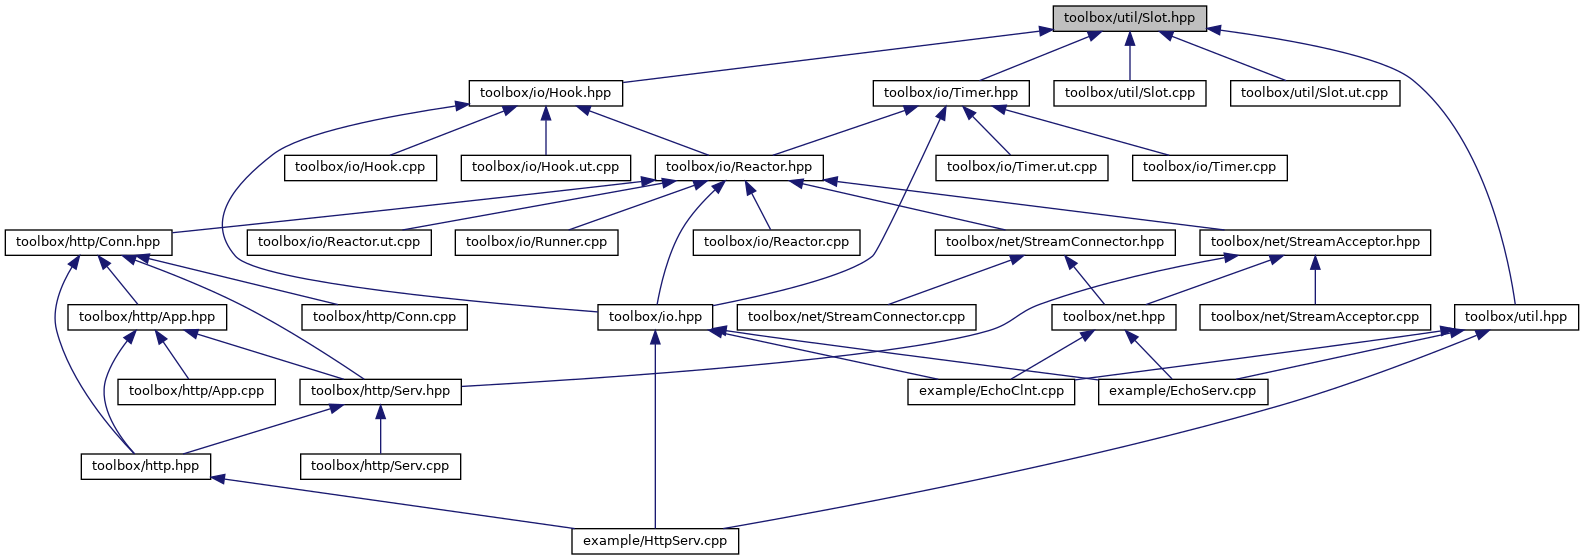 toolbox/util/Slot.hpp
toolbox/io/Hook.hpp
toolbox/io/Timer.hpp
toolbox/util/Slot.cpp
toolbox/util/Slot.ut.cpp
toolbox/io/Hook.cpp
toolbox/io/Hook.ut.cpp
toolbox/io/Reactor.hpp
toolbox/io/Timer.ut.cpp
toolbox/io/Timer.cpp
toolbox/http/Conn.hpp
toolbox/io/Reactor.ut.cpp
toolbox/io/Runner.cpp
toolbox/io/Reactor.cpp
toolbox/net/StreamConnector.hpp
toolbox/net/StreamAcceptor.hpp
toolbox/http/App.hpp
toolbox/http/Conn.cpp
toolbox/io.hpp
toolbox/net/StreamConnector.cpp
toolbox/net.hpp
toolbox/net/StreamAcceptor.cpp
toolbox/util.hpp
toolbox/http/App.cpp
toolbox/http/Serv.hpp
example/EchoClnt.cpp
example/EchoServ.cpp
toolbox/http.hpp
toolbox/http/Serv.cpp
example/HttpServ.cpp